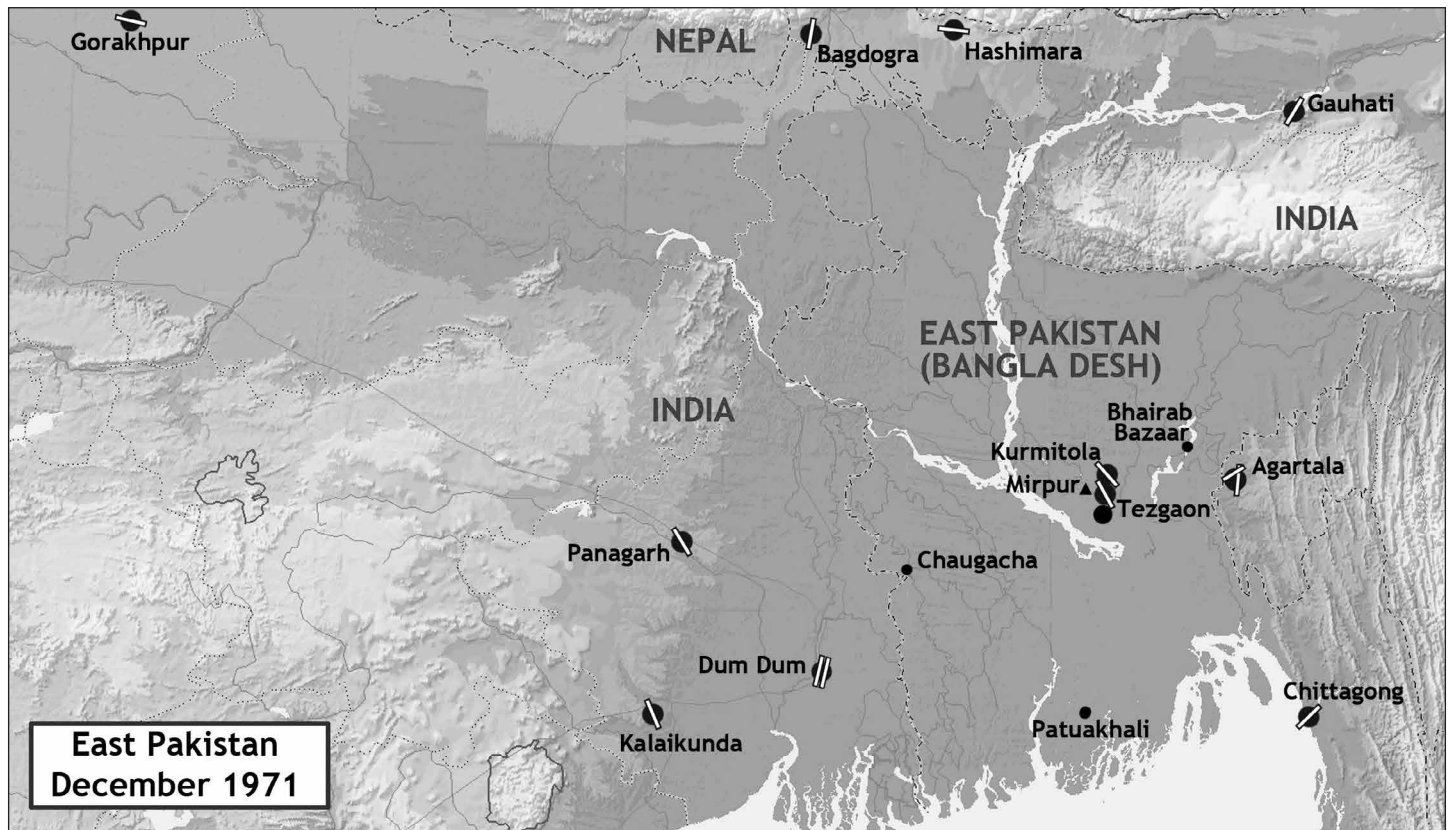 Gorakhpur
NEPAL
Bagdogra
Hashimara
Gauhati
INDIA
EAST PAKISTAN
(BANGLA DESH)
INDIA
Bhairab
Bazaar
Kurmitola
Agartala
Mirpur
Tezgaon
Panagarh
Chaugacha
Dum Dum
Chittagong
Patuakhali
Kalaikunda
East Pakistan
December 1971